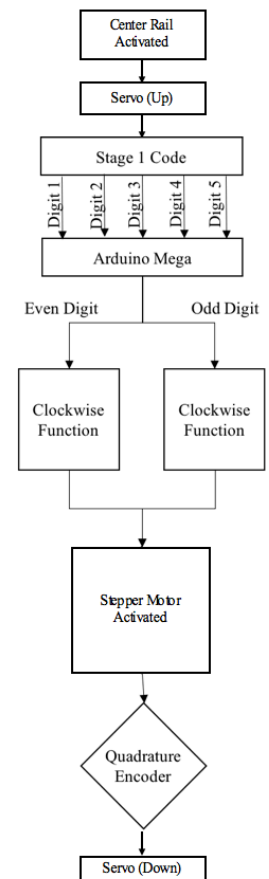 Center Rail
Activated
Servo (Up)
Stage 1 Code
Digit 1
Digit 2
Digit 3
Digit 4
Digit 5
Arduino Mega
Even Digit
Odd Digit
Clockwise
Function
Clockwise
Function
Stepper Motor
Activated
Quadrature
Encoder
Servo (Down)